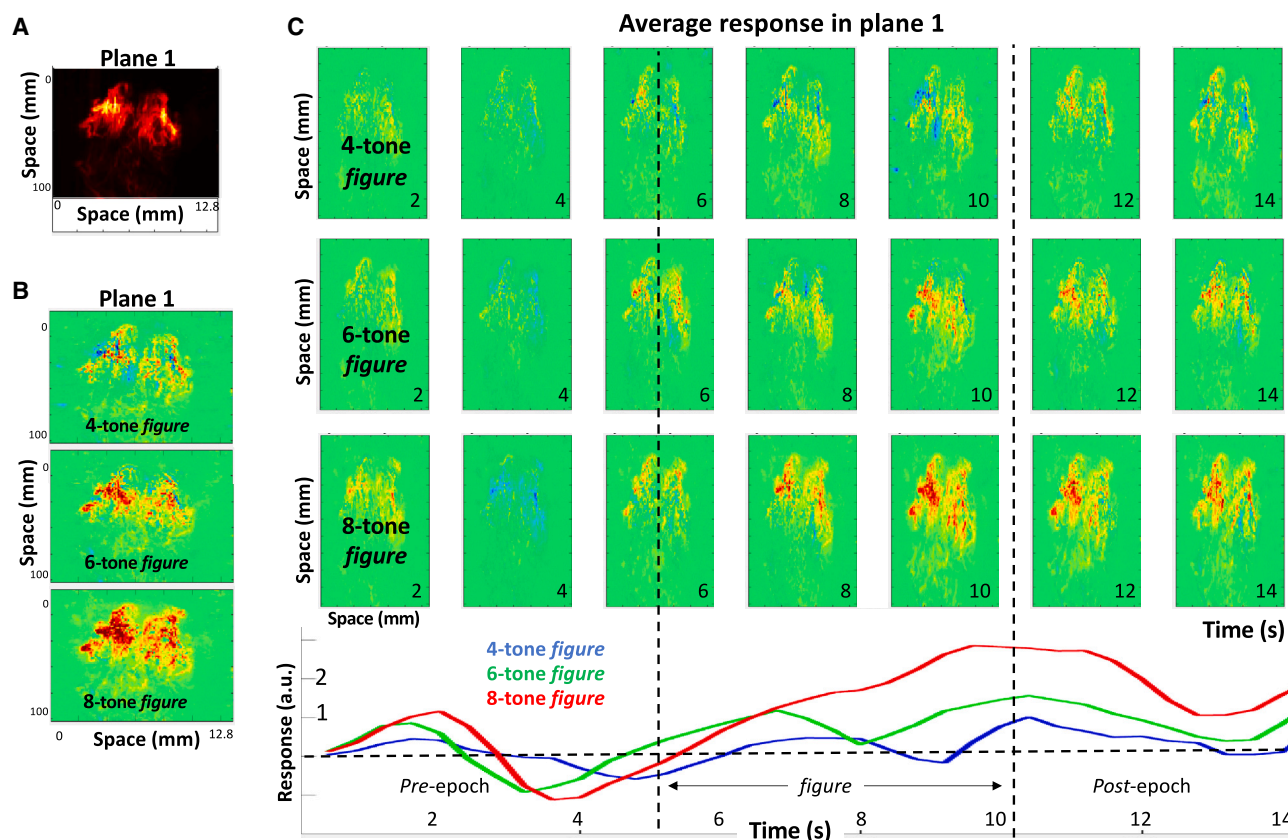 A
Plane 1
Space (mm)
0
100
0
12.8
Space (mm)
B
Plane 1
Space (mm)
0
100
4-tone figure
0
100
6-tone figure
0
100
8-tone figure
0
12.8
Space (mm)
C
Average response in plane 1
Space (mm)
4-tone
figure
2
4
6
8
10
12
14
Space (mm)
6-tone
figure
2
4
6
8
10
12
14
Space (mm)
8-tone
figure
2
4
6
8
10
12
14
Space (mm)
Time (s)
4-tone figure
6-tone figure
8-tone figure
Response (a.u.)
2
1
Pre-epoch
figure
Post-epoch
2
4
6
8
10
12
14
Time (s)